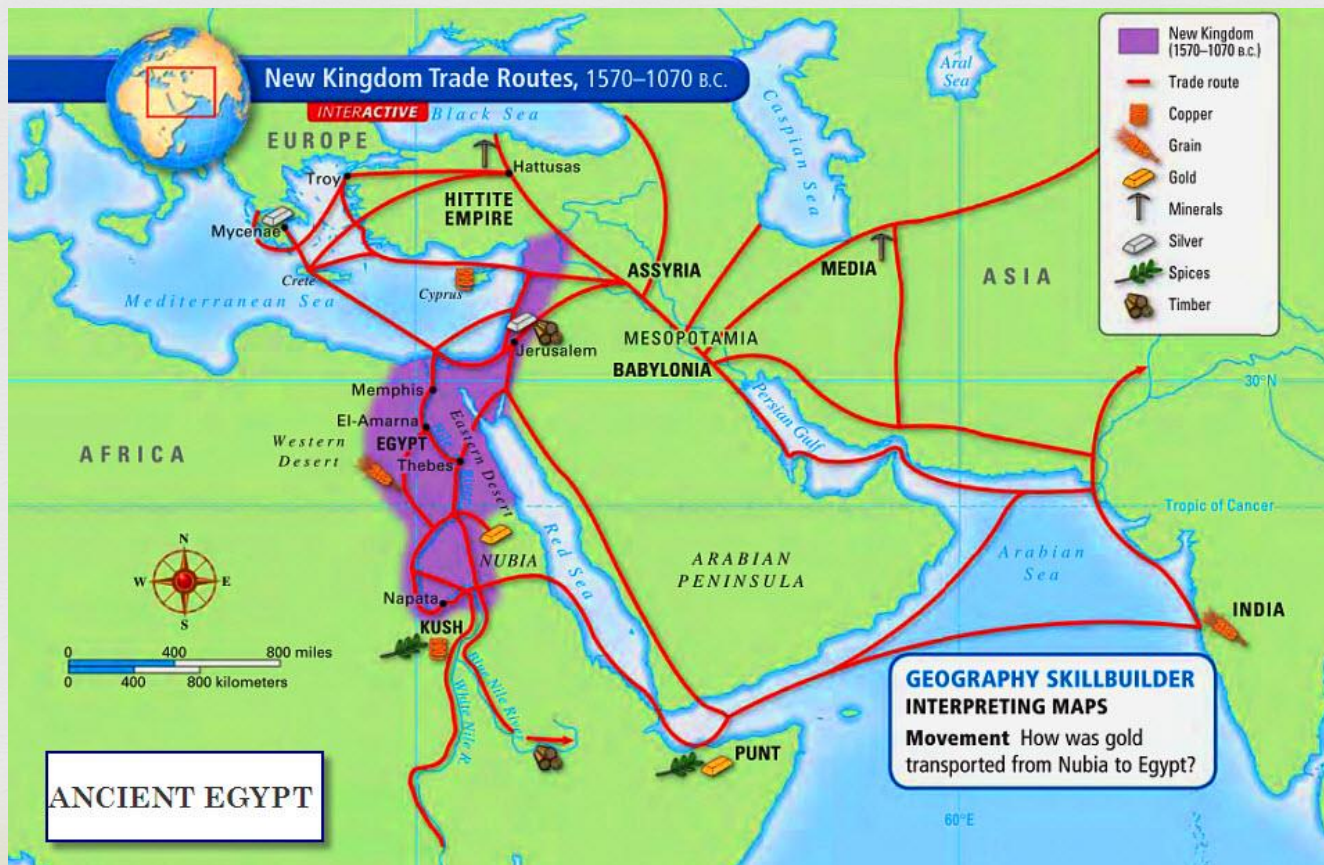 New Kingdom Trade Routes, 1570–1070 B.C.
INTERACTIVE
New Kingdom
(1570–1070 B.C.)
Trade route
Copper
Grain
Gold
Minerals
Silver
Spices
Timber
Aral
Sea
Black Sea
Caspian Sea
EUROPE
Troy
Hattusas
HITTITE
EMPIRE
Mycenae
Crete
Cyprus
Mediterranean Sea
ASSYRIA
MEDIA
ASIA
MESOPOTAMIA
BABYLONIA
Jerusalem
Memphis
El-Amarna
EGYPT
Thebes
Nile River
Western
Desert
Eastern Desert
AFRICA
Persian Gulf
30°N
Tropic of Cancer
Red Sea
NUBIA
ARABIAN
PENINSULA
Arabian
Sea
Napata
KUSH
INDIA
N
W
E
S
0 400 800 miles
0 400 800 kilometers
Blue Nile River
White Nile R.
PUNT
60°E
GEOGRAPHY SKILLBUILDER
INTERPRETING MAPS
Movement How was gold
transported from Nubia to Egypt?
ANCIENT EGYPT